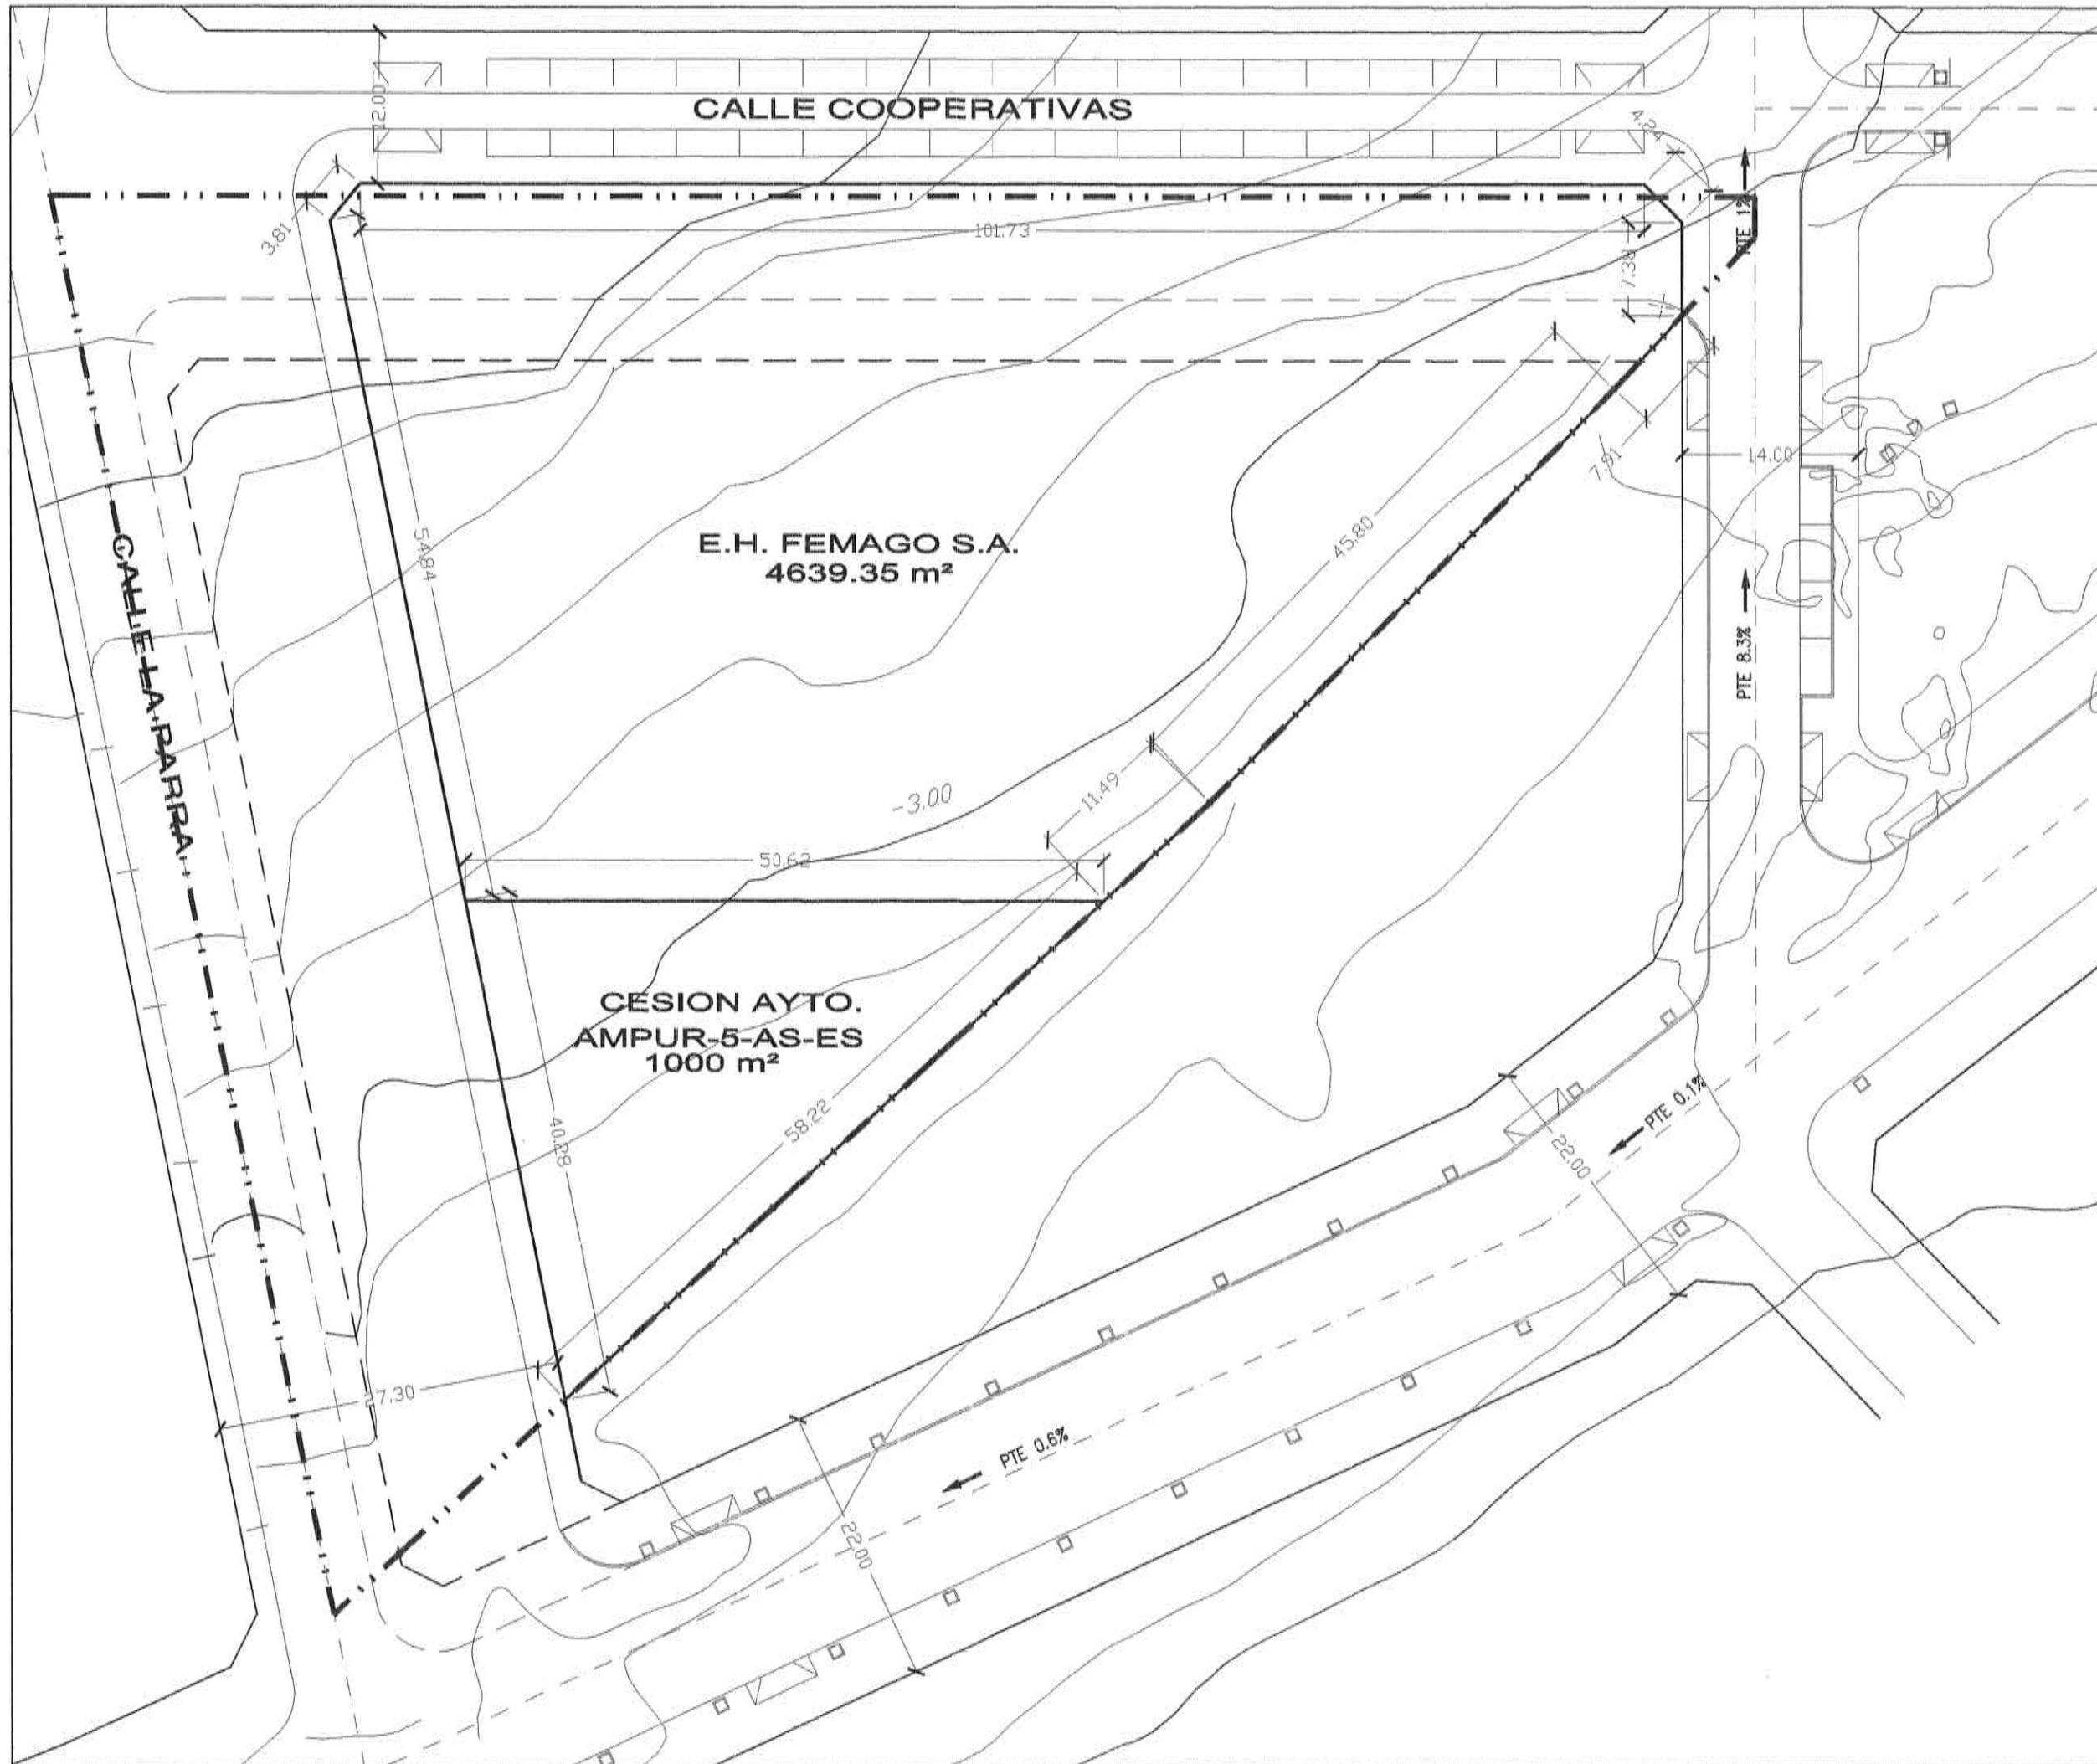 CALLE COOPERATIVAS
12.00
4.24
3.81
101.73
PTE 1%
7.38
7.91
14.00
CALLE LA PARRA
54.84
E.H. FEMAGO S.A.
4639.35 m²
45.80
PTE 8.3%
-3.00
11.49
50.62
CESION AYTO.
AMPUR-5-AS-ES
1000 m²
58.22
40.28
PTE 0.1%
22.00
27.30
PTE 0.6%
22.00